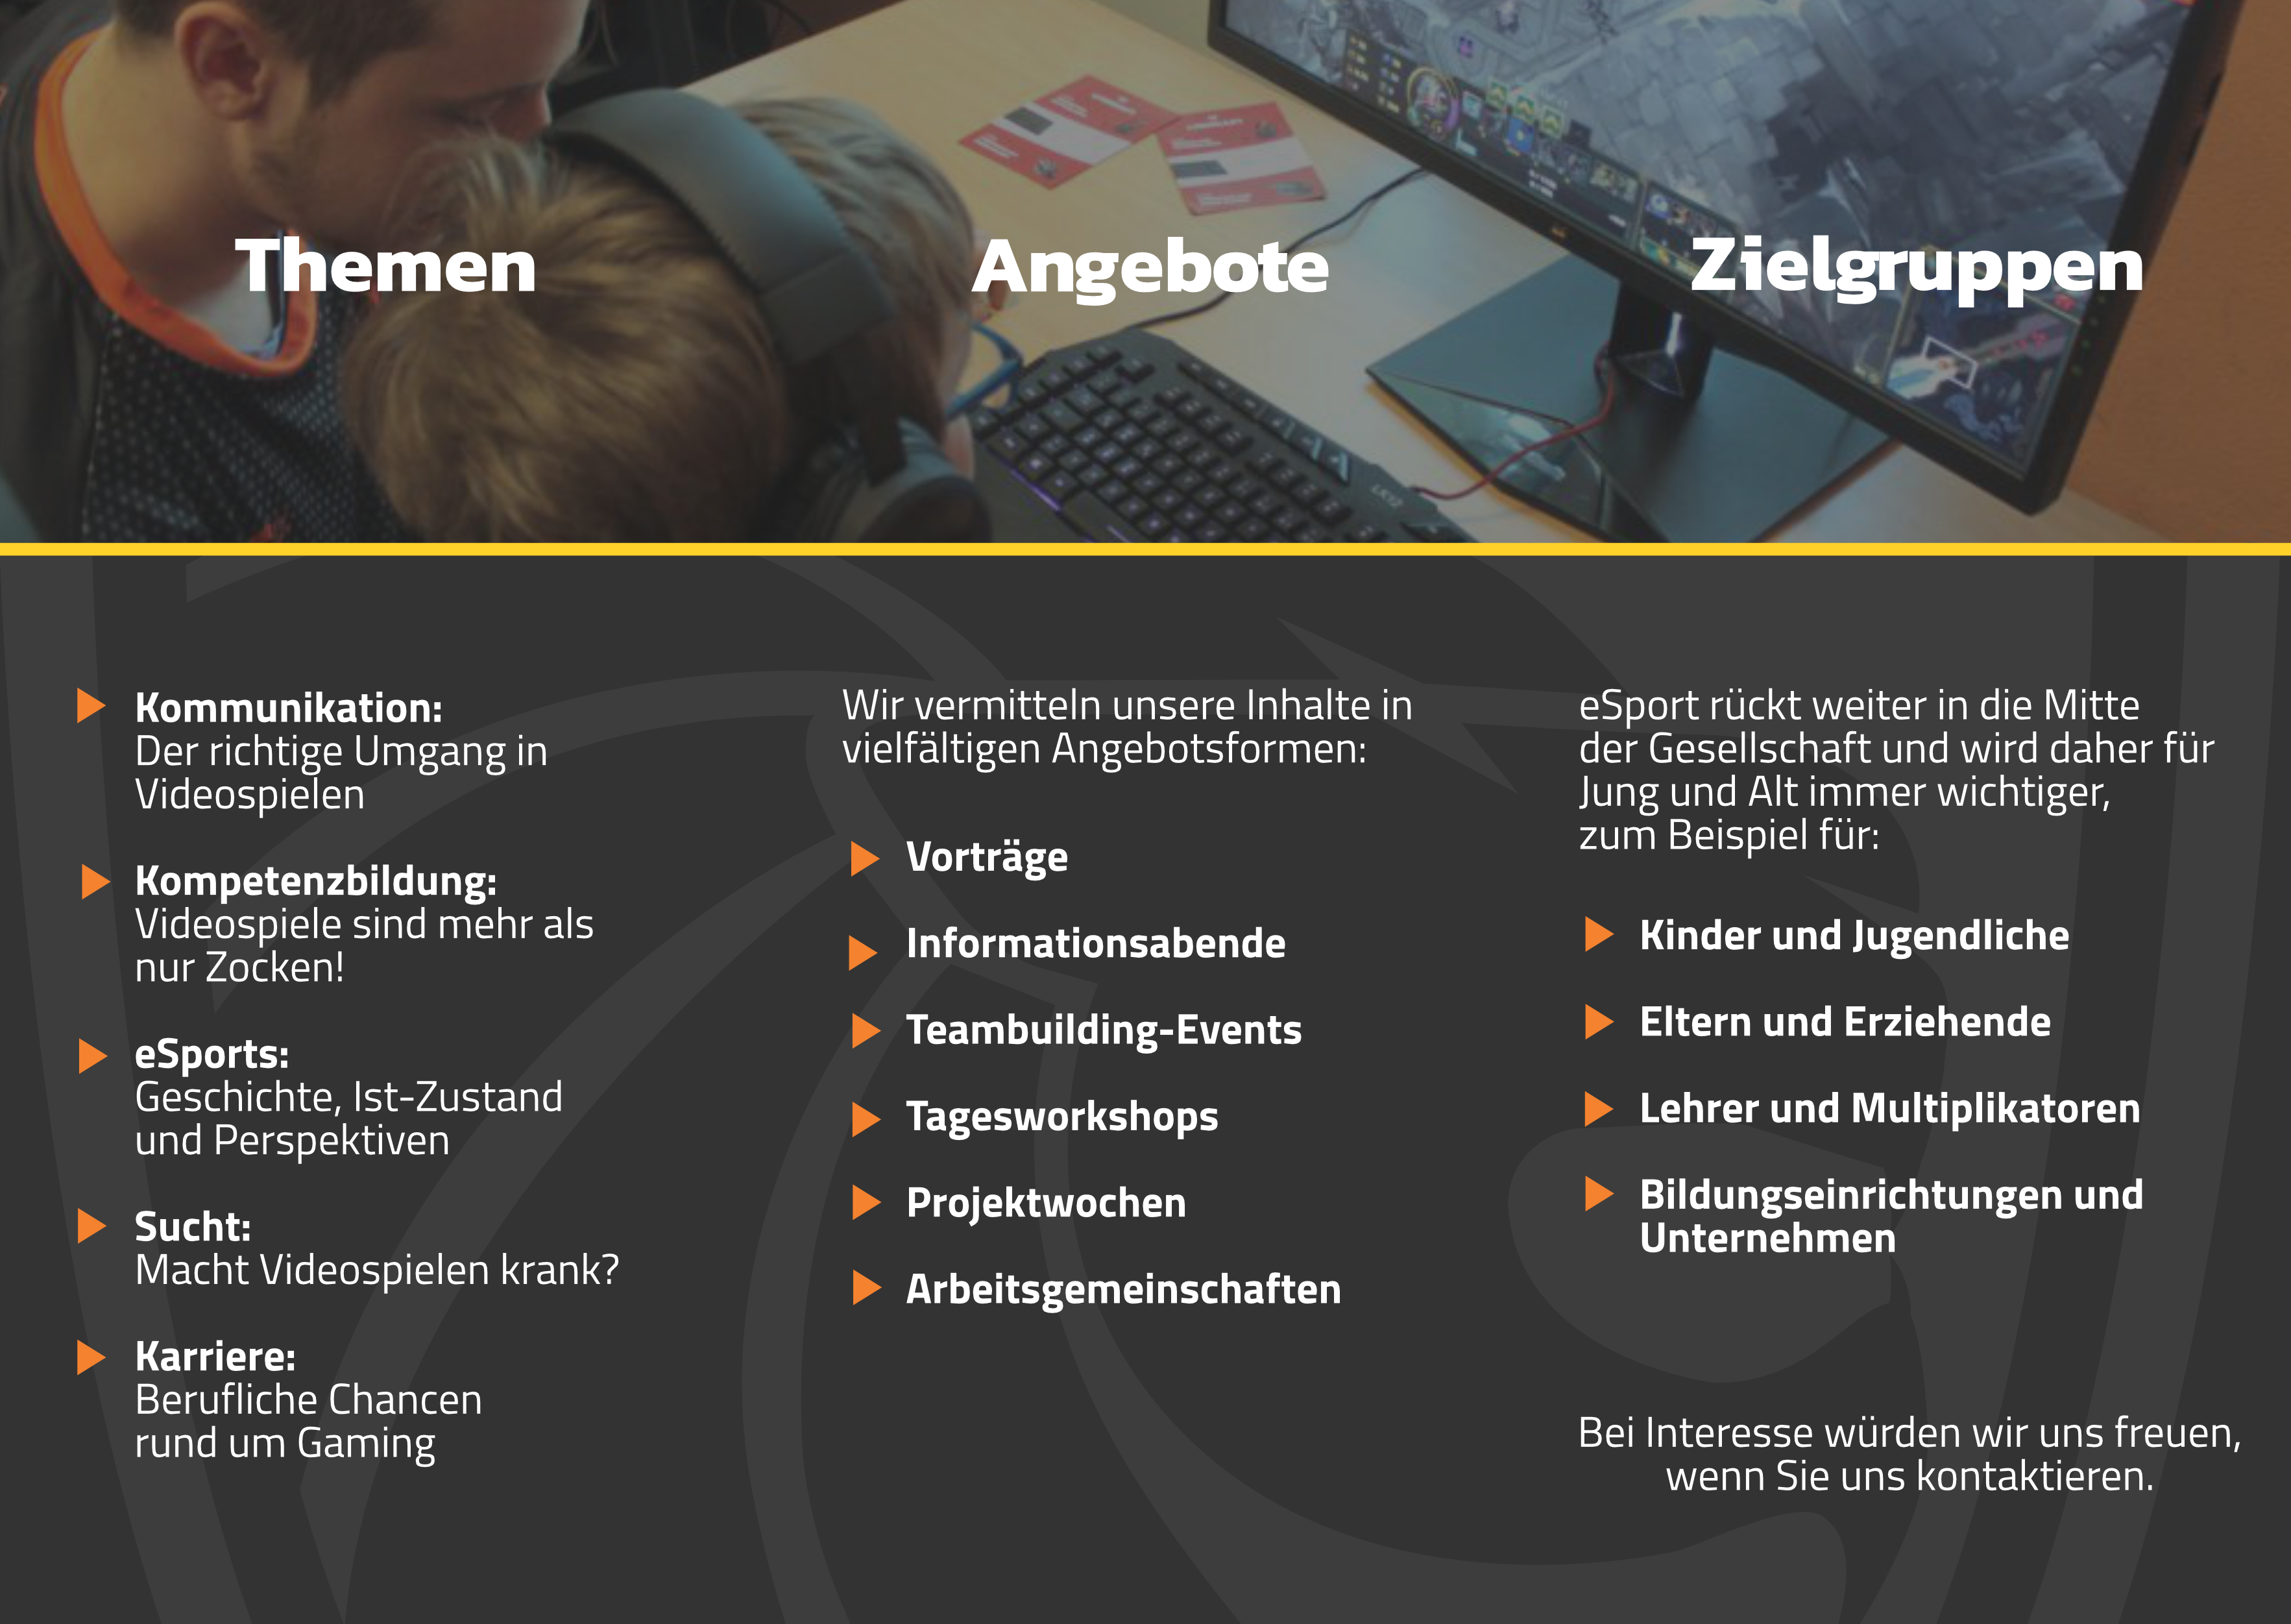 Themen
Kommunikation:
Der richtige Umgang in
Videospielen
Kompetenzbildung:
Videospiele sind mehr als
nur Zocken!
eSports:
Geschichte, Ist-Zustand
und Perspektiven
Sucht:
Macht Videospielen krank?
Karriere:
Berufliche Chancen
rund um Gaming
Angebote
Wir vermitteln unsere Inhalte in
vielfältigen Angebotsformen:
Vorträge
Informationsabende
Teambuilding-Events
Tagesworkshops
Projektwochen
Arbeitsgemeinschaften
Zielgruppen
eSport rückt weiter in die Mitte
der Gesellschaft und wird daher für
Jung und Alt immer wichtiger,
zum Beispiel für:
Kinder und Jugendliche
Eltern und Erziehende
Lehrer und Multiplikatoren
Bildungseinrichtungen und
Unternehmen
Bei Interesse würden wir uns freuen,
wenn Sie uns kontaktieren.